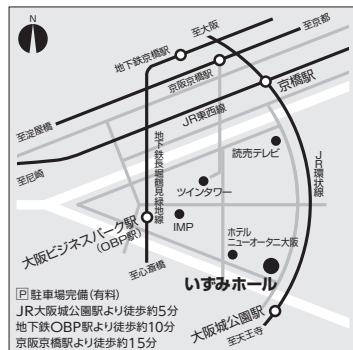 N
至大阪
至京都
地下鉄京橋駅
京阪京橋駅
京橋駅
至淀屋橋
JR東西線
至尼崎
地下鉄長堀鶴見緑地線
読売テレビ
JR環状線
ツインタワー
IMP
大阪ビジネスパーク駅
(OBP駅)
ホテル
ニューオータニ大阪
至心斎橋
いずみホール
大阪城公園駅
至天王寺
P 駐車場完備(有料)
JR大阪城公園駅より徒歩約5分
地下鉄OBP駅より徒歩約10分
京阪京橋駅より徒歩約15分